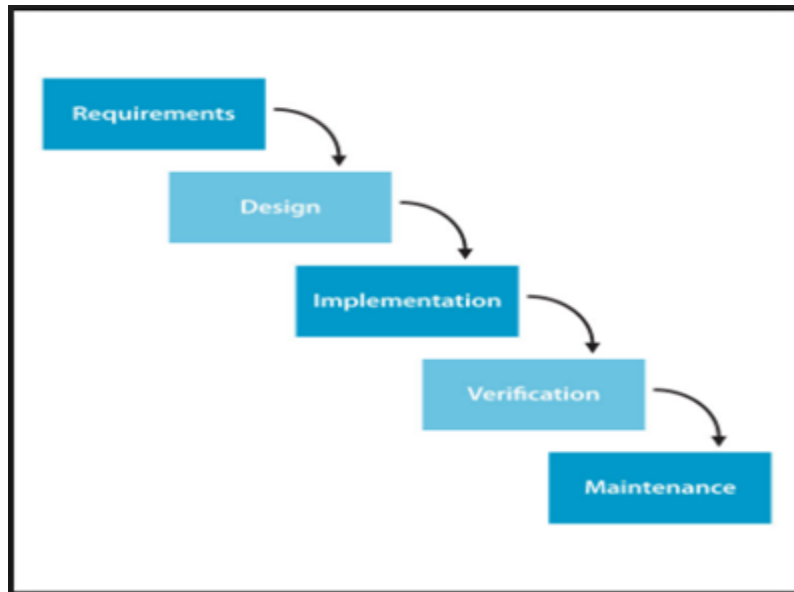 Requirements
Design
Implementation
Verification
Maintenance